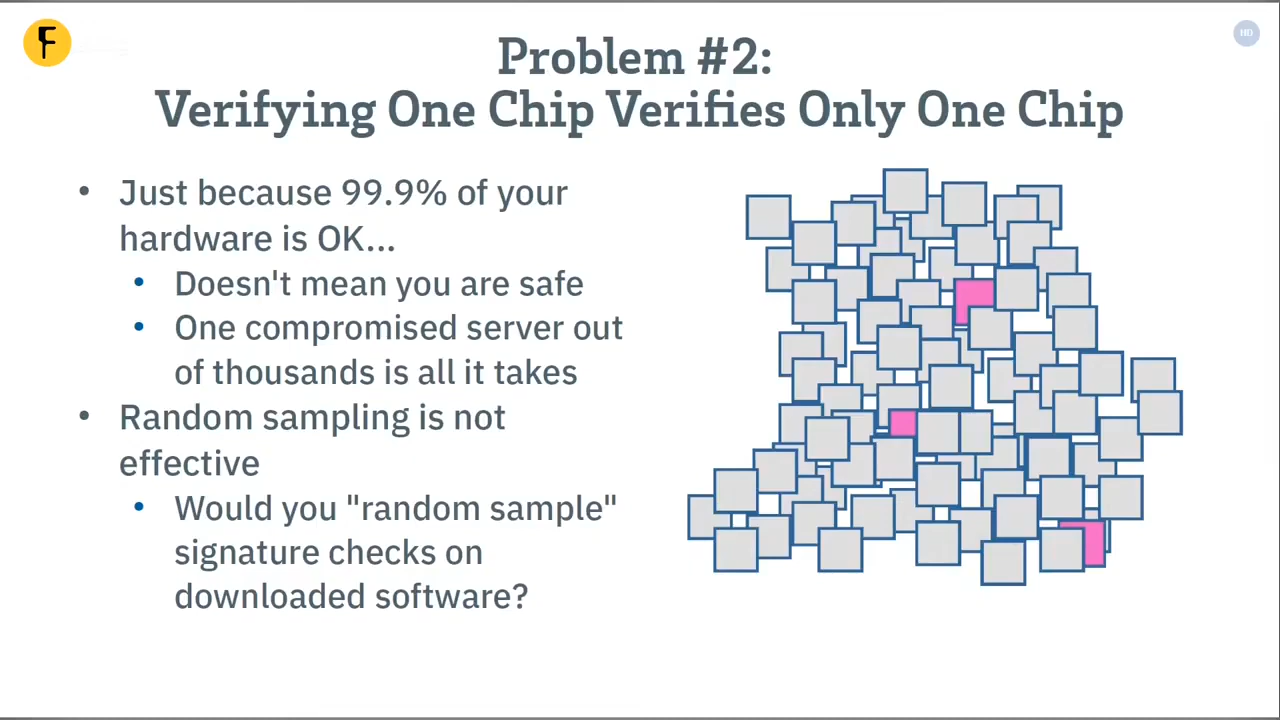 Problem #2:
Verifying One Chip Verifies Only One Chip
• Just because 99.9% of your
hardware is OK...
• Doesn't mean you are safe
• One compromised server out
of thousands is all it takes
• Random sampling is not
effective
• Would you "random sample"
signature checks on
downloaded software?
F
HD